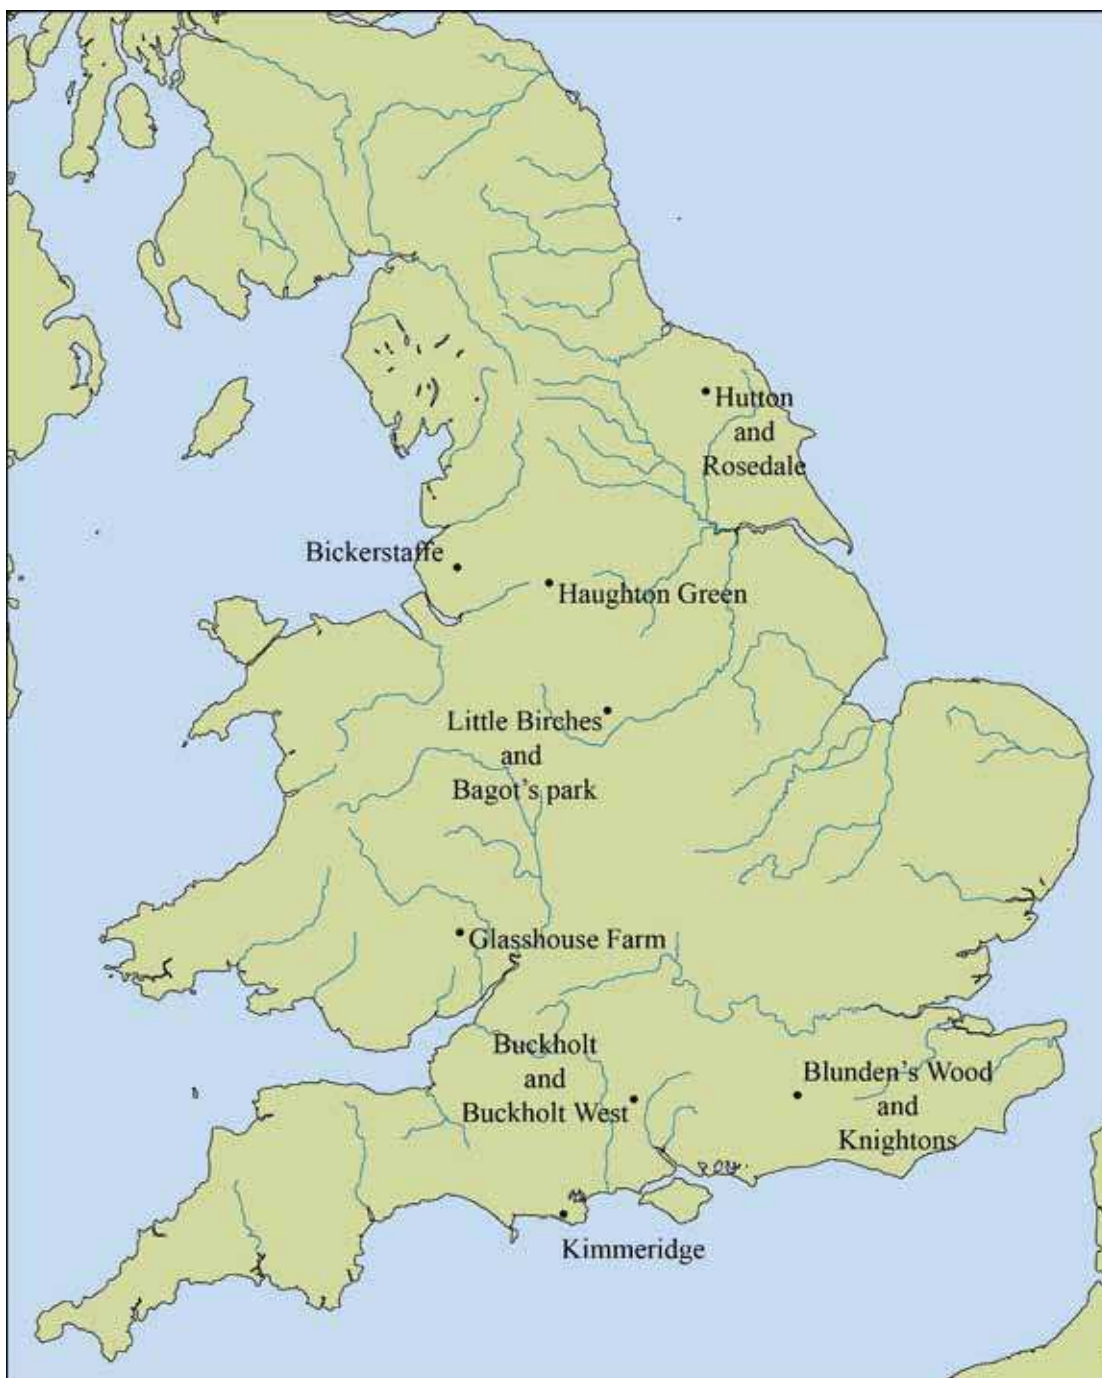 Hutton
and
Rosedale
Bickerstaffe
Haughton Green
Little Birches
and
Bagot's park
Glasshouse Farm
Buckholt
and
Buckholt West
Blunden's Wood
and
Knightons
Kimmeridge